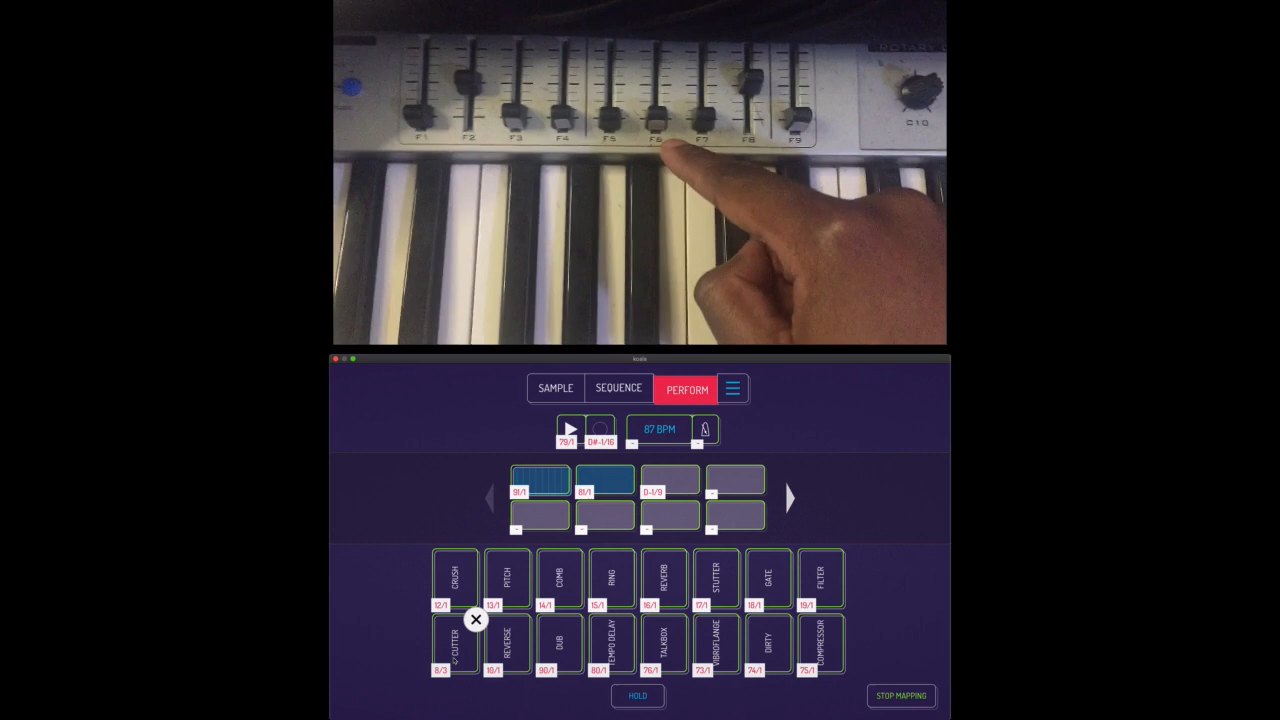 ROTARY
F1 F2 F3 F4 F5 F6 F7 F8 F9
C10
koala
SAMPLE SEQUENCE PERFORM
87 BPM
79/1 D#-1/16 - -
91/1 81/1 D-1/9 -
- - - -
CRUSH PITCH COMB RING REVERB STUTTER GATE FILTER
12/1 13/1 14/1 15/1 16/1 17/1 18/1 19/1
CUTTER REVERSE DUB TEMPO DELAY TALKBOX VIBROFLANGE DIRTY COMPRESSOR
8/3 10/1 90/1 80/1 76/1 73/1 74/1 75/1
HOLD
STOP MAPPING